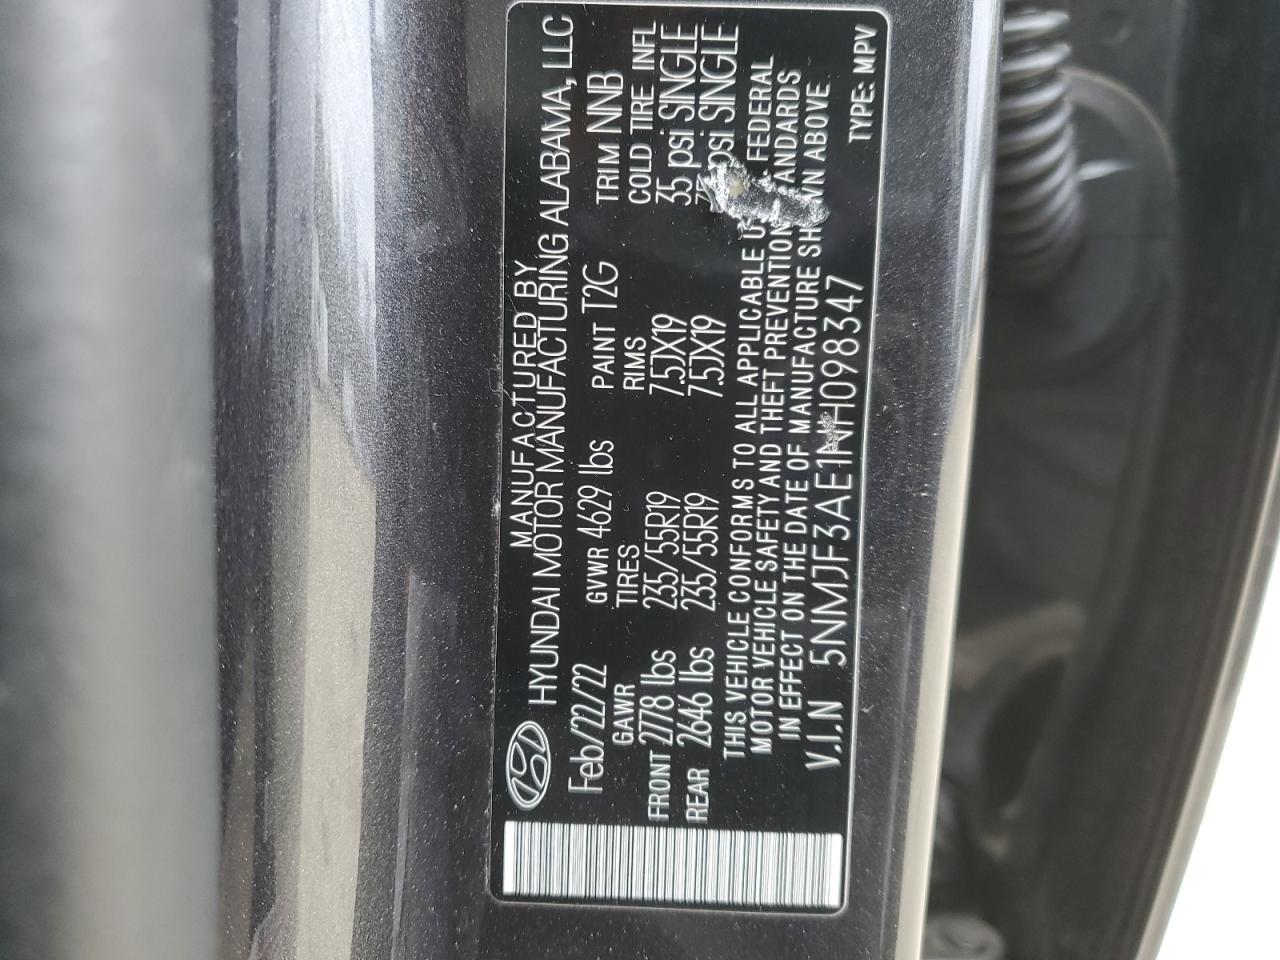 MANUFACTURED BY
HYUNDAI MOTOR MANUFACTURING ALABAMA, LLC
Feb/22/22 GVWR 4629 lbs PAINT T2G TRIM NNB
GAWR TIRES RIMS COLD TIRE INFL
FRONT 2778 lbs 235/55R19 7.5JX19 35 psi SINGLE
REAR 2646 lbs 235/55R19 7.5JX19 psi SINGLE
THIS VEHICLE CONFORMS TO ALL APPLICABLE FEDERAL
MOTOR VEHICLE SAFETY AND THEFT PREVENTION
IN EFFECT ON THE DATE OF MANUFACTURE ABOVE
V.I.N 5NMJF3AE1NH098347 TYPE: MPV